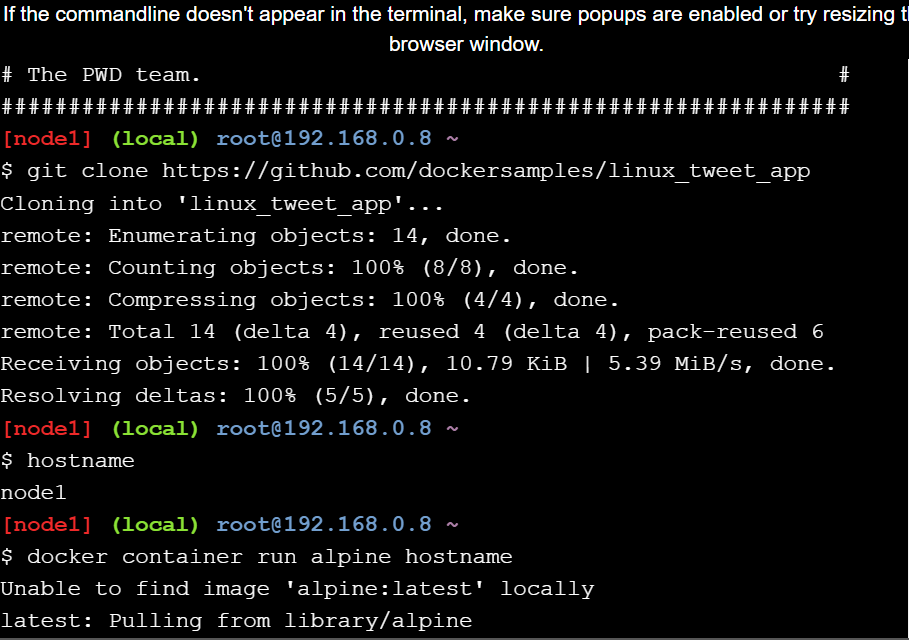 If the commandline doesn't appear in the terminal, make sure popups are enabled or try resizing
browser window.
# The PWD team. #
###############################################################
[node1] (local) root@192.168.0.8 ~
$ git clone https://github.com/dockersamples/linux_tweet_app
Cloning into 'linux_tweet_app'...
remote: Enumerating objects: 14, done.
remote: Counting objects: 100% (8/8), done.
remote: Compressing objects: 100% (4/4), done.
remote: Total 14 (delta 4), reused 4 (delta 4), pack-reused 6
Receiving objects: 100% (14/14), 10.79 KiB | 5.39 MiB/s, done.
Resolving deltas: 100% (5/5), done.
[node1] (local) root@192.168.0.8 ~
$ hostname
node1
[node1] (local) root@192.168.0.8 ~
$ docker container run alpine hostname
Unable to find image 'alpine:latest' locally
latest: Pulling from library/alpine